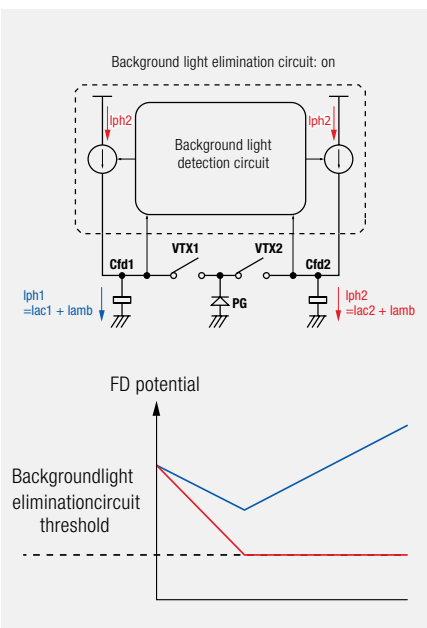 Background light elimination circuit: on
Iph2
Iph2
Background light
detection circuit
Cfd1
VTX1
VTX2
Cfd2
Iph1
=Iac1 + Iamb
PG
Iph2
=Iac2 + Iamb
FD potential
Backgroundlight
eliminationcircuit
threshold